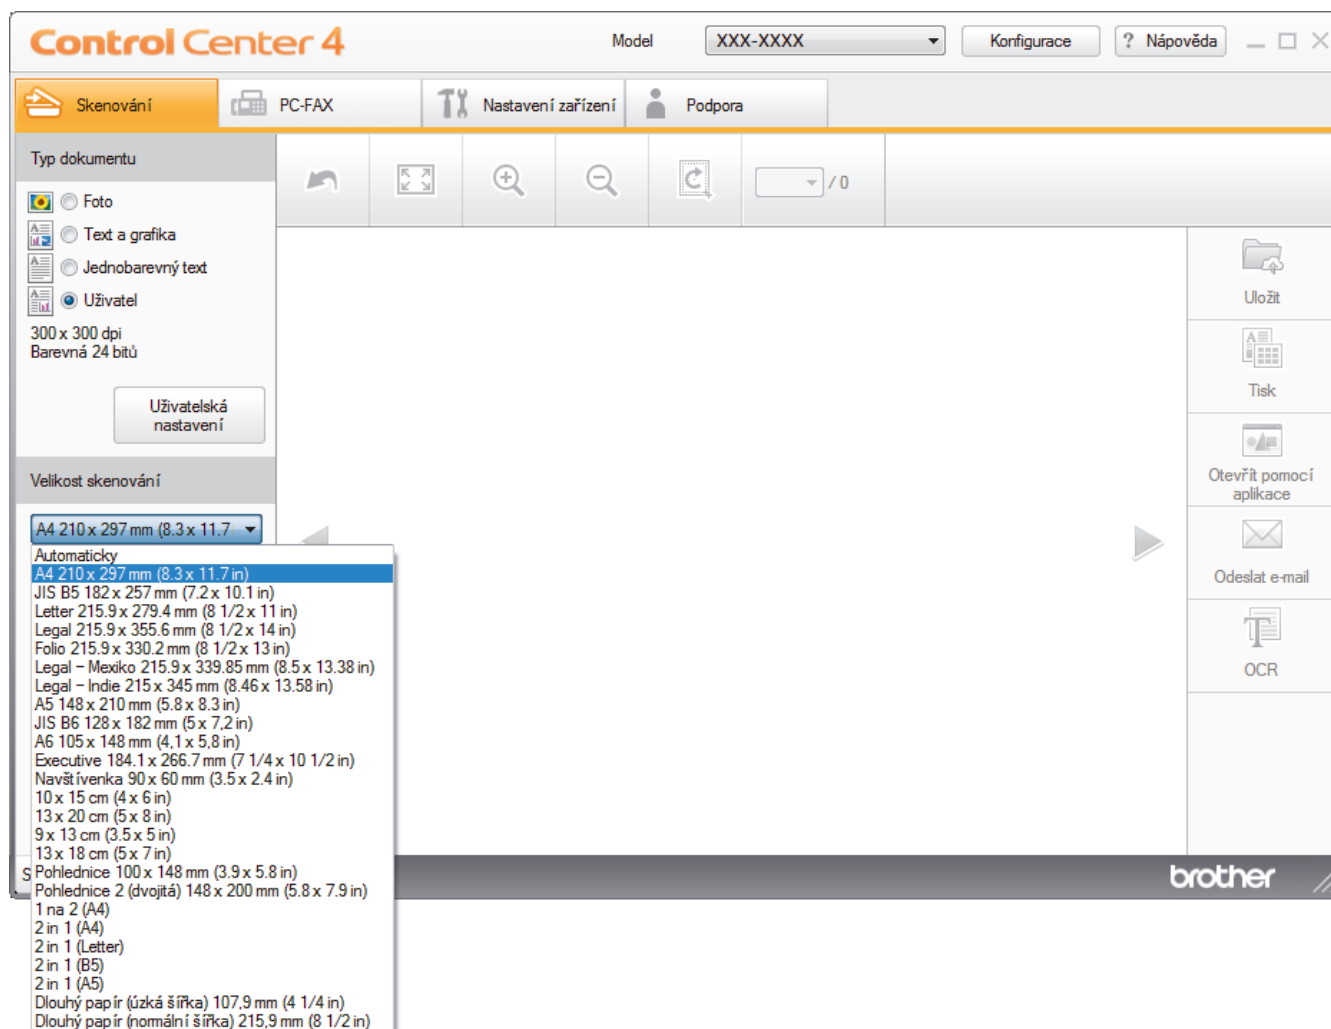 Control Center 4
Model
XXX-XXXX
Konfigurace
? Nápověda
Skenování
PC-FAX
Nastavení zařízení
Podpora
Typ dokumentu
/ 0
Foto
Text a grafika
Jednobarevný text
Uživatel
300 x 300 dpi
Barevná 24 bitů
Uživatelská
nastavení
Velikost skenování
A4 210 x 297 mm (8.3 x 11.7
Automaticky
A4 210 x 297 mm (8.3 x 11.7 in)
JIS B5 182 x 257 mm (7.2 x 10.1 in)
Letter 215.9 x 279.4 mm (8 1/2 x 11 in)
Legal 215.9 x 355.6 mm (8 1/2 x 14 in)
Folio 215.9 x 330.2 mm (8 1/2 x 13 in)
Legal – Mexiko 215.9 x 339.85 mm (8.5 x 13.38 in)
Legal – Indie 215 x 345 mm (8.46 x 13.58 in)
A5 148 x 210 mm (5.8 x 8.3 in)
JIS B6 128 x 182 mm (5 x 7,2 in)
A6 105 x 148 mm (4,1 x 5,8 in)
Executive 184.1 x 266.7 mm (7 1/4 x 10 1/2 in)
Navštívenka 90 x 60 mm (3.5 x 2.4 in)
10 x 15 cm (4 x 6 in)
13 x 20 cm (5 x 8 in)
9 x 13 cm (3.5 x 5 in)
13 x 18 cm (5 x 7 in)
Pohlednice 100 x 148 mm (3.9 x 5.8 in)
Pohlednice 2 (dvojitá) 148 x 200 mm (5.8 x 7.9 in)
1 na 2 (A4)
2 in 1 (A4)
2 in 1 (Letter)
2 in 1 (B5)
2 in 1 (A5)
Dlouhý papír (úzká šířka) 107,9 mm (4 1/4 in)
Dlouhý papír (normální šířka) 215,9 mm (8 1/2 in)
Uložit
Tisk
Otevřít pomocí
aplikace
Odeslat e-mail
OCR
brother